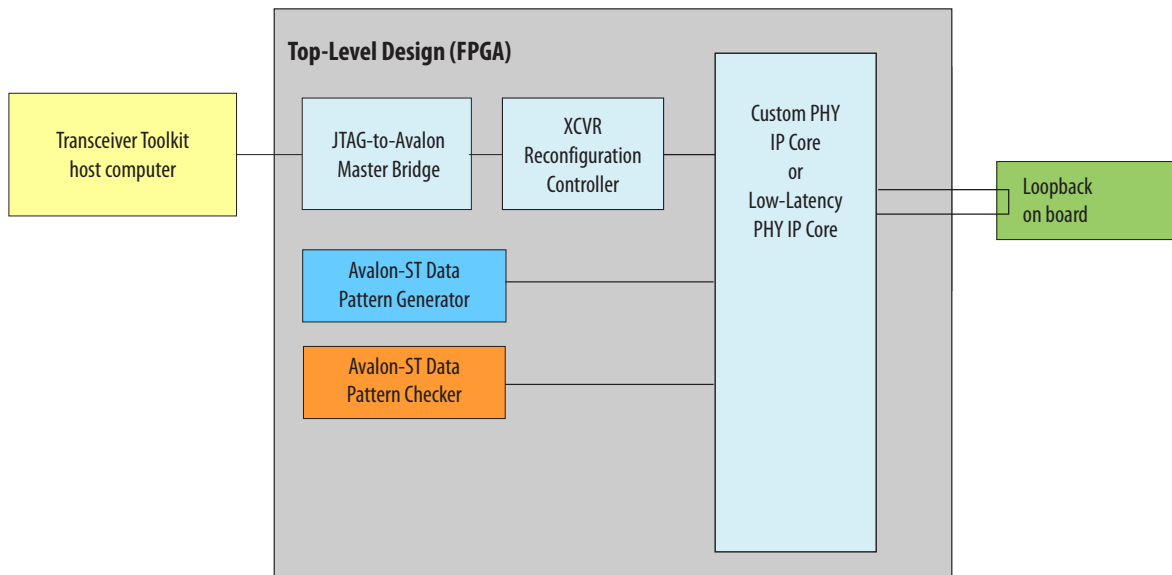 Top-Level Design (FPGA)
Transceiver Toolkit
host computer
JTAG-to-Avalon
Master Bridge
XCVR
Reconfiguration
Controller
Custom PHY
IP Core
or
Low-Latency
PHY IP Core
Loopback
on board
Avalon-ST Data
Pattern Generator
Avalon-ST Data
Pattern Checker